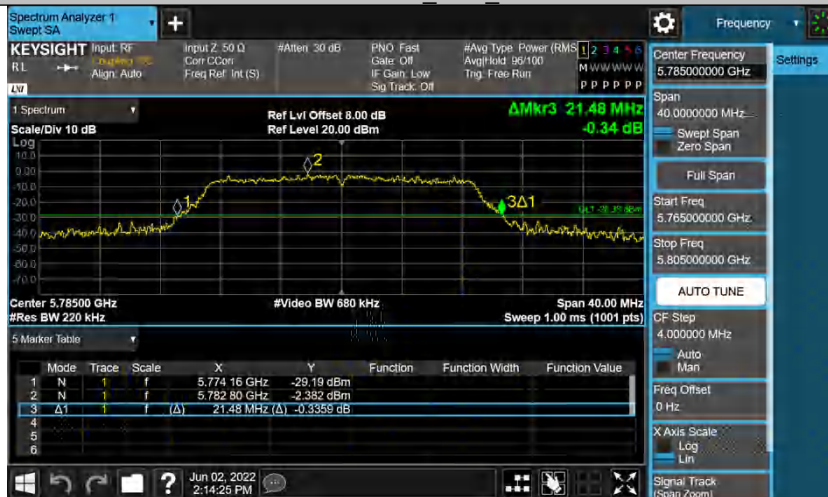 Spectrum Analyzer 1
Swept SA
+
Frequency
KEYSIGHT Input: RF Input Z: 50 Ω #Atten: 30 dB PNO: Fast #Avg Type: Power (RMS 1 2 3 4 5 6
RL Coupling: DC Corr CCorr Gate: Off Avg|Hold: 96/100 M W W W W W
Align: Auto Freq Ref: Int (S) IF Gain: Low Trig: Free Run
Sig Track: Off P P P P P P
LXI
1 Spectrum
Scale/Div 10 dB
Ref Lvl Offset 8.00 dB
Ref Level 20.00 dBm
ΔMkr3 21.48 MHz
-0.34 dB
Log
10.0
0.00
-10.0
-20.0
-30.0
-40.0
-50.0
-60.0
-70.0
1
2
3Δ1
Center 5.78500 GHz
#Res BW 220 kHz
#Video BW 680 kHz
Span 40.00 MHz
Sweep 1.00 ms (1001 pts)
5 Marker Table
Mode Trace Scale X Y Function Function Width Function Value
1 N 1 f 5.774 16 GHz -29.19 dBm
2 N 1 f 5.782 80 GHz -2.382 dBm
3 Δ1 1 f (Δ) 21.48 MHz (Δ) -0.3359 dB
4
5
6
?
Jun 02, 2022
2:14:25 PM
Settings
Center Frequency
5.785000000 GHz
Span
40.0000000 MHz
Swept Span
Zero Span
Full Span
Start Freq
5.765000000 GHz
Stop Freq
5.805000000 GHz
AUTO TUNE
CF Step
4.000000 MHz
Auto
Man
Freq Offset
0 Hz
X Axis Scale
Log
Lin
Signal Track
(Span Zoom)